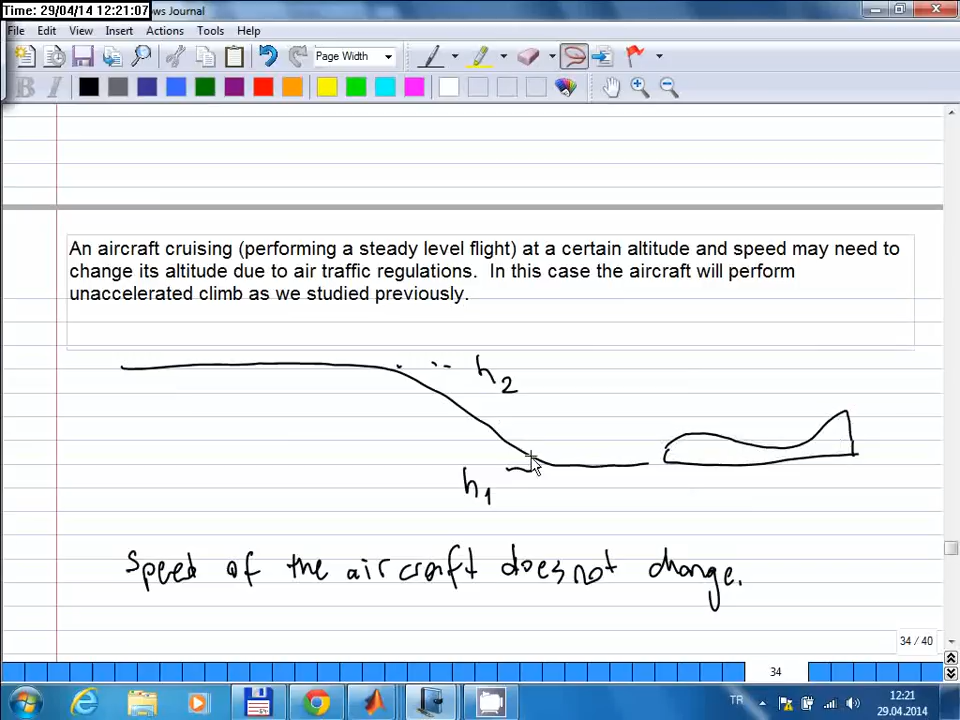 Time: 29/04/14 12:21:07
ws Journal
File Edit View Insert Actions Tools Help
Page Width
B I
An aircraft cruising (performing a steady level flight) at a certain altitude and speed may need to
change its altitude due to air traffic regulations. In this case the aircraft will perform
unaccelerated climb as we studied previously.
h2
h1
Speed of the aircraft does not change.
34 / 40
34
TR
12:21
29.04.2014